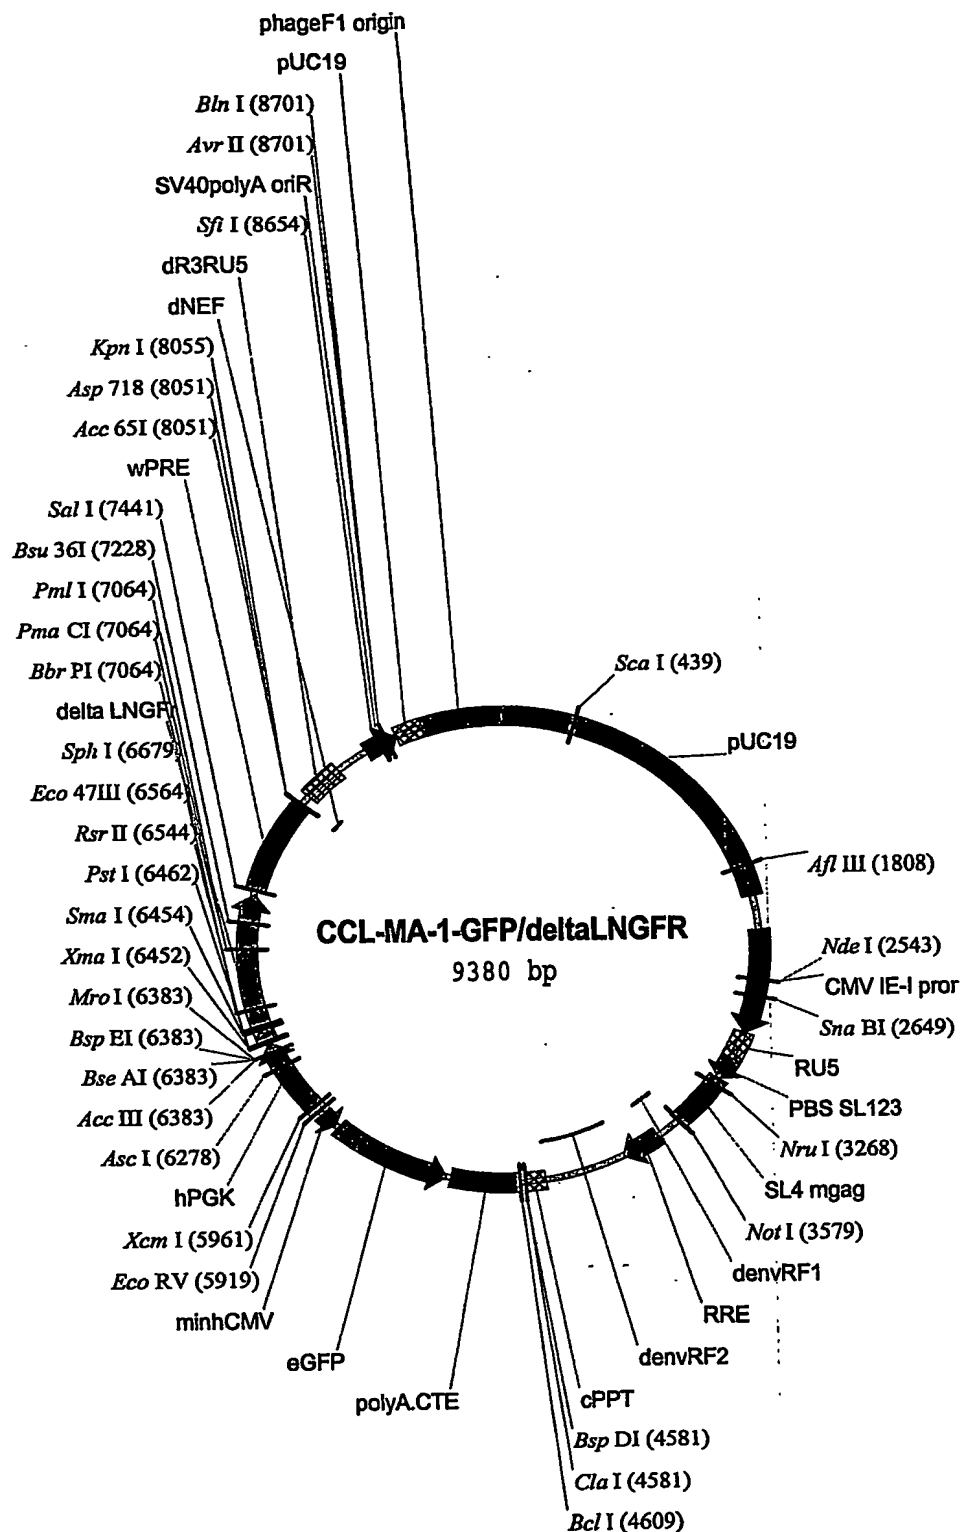 phageF1 origin
pUC19
Bln I (8701)
Avr II (8701)
SV40polyA oriR
Sfi I (8654)
dR3RU5
dNEF
Kpn I (8055)
Asp 718 (8051)
Acc 65I (8051)
wPRE
Sal I (7441)
Bsu 36I (7228)
Pml I (7064)
Pma CI (7064)
Bbr PI (7064)
delta LNGFr
Sph I (6679)
Eco 47III (6564)
Rsr II (6544)
Pst I (6462)
Sma I (6454)
Xma I (6452)
Mro I (6383)
Bsp EI (6383)
Bse AI (6383)
Acc III (6383)
Asc I (6278)
hPGK
Xcm I (5961)
Eco RV (5919)
minhCMV
eGFP
polyA.CTE
Sca I (439)
pUC19
Afl III (1808)
CCL-MA-1-GFP/deltaLNGFR
9380 bp
Nde I (2543)
CMV IE-I pror
Sna BI (2649)
RU5
PBS SL123
Nru I (3268)
SL4 mgag
Not I (3579)
denvRF1
RRE
denvRF2
cPPT
Bsp DI (4581)
Cla I (4581)
Bcl I (4609)